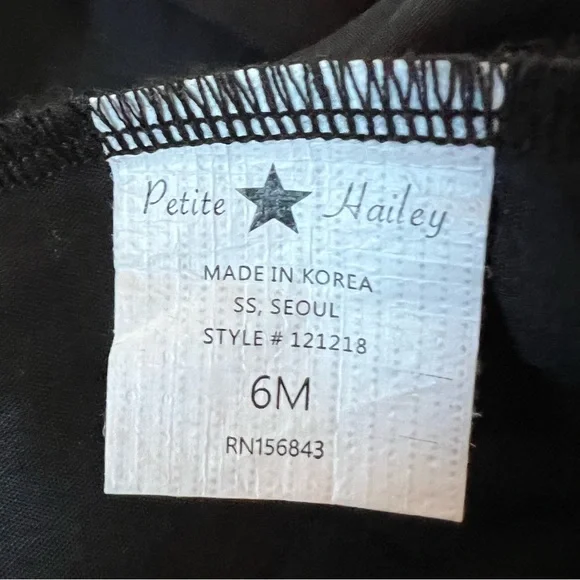 Petite Hailey
MADE IN KOREA
SS, SEOUL
STYLE # 121218
6M
RN156843